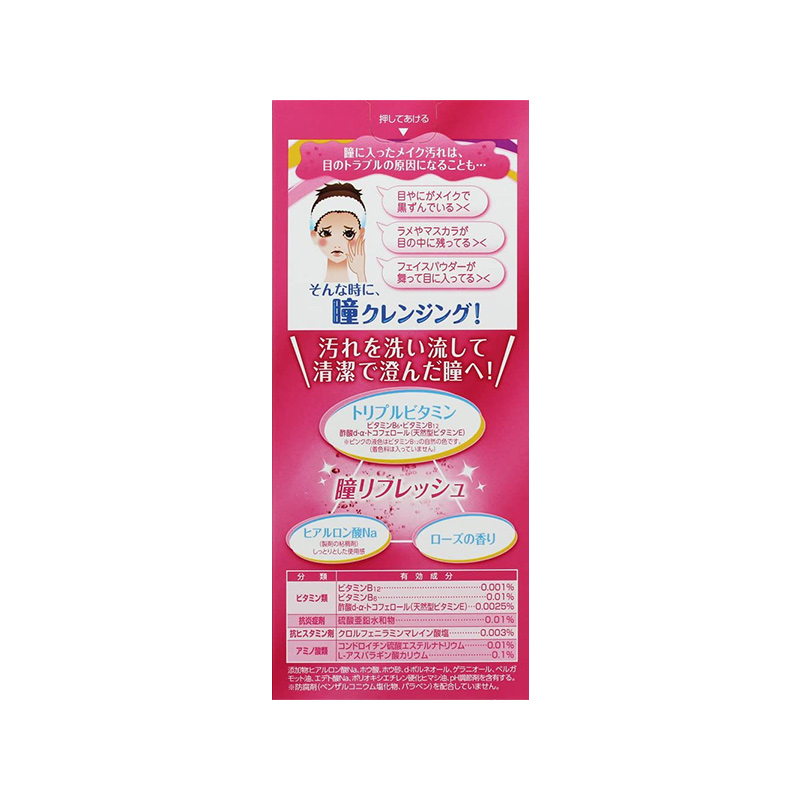 押してあける
瞳に入ったメイク汚れは、
目のトラブルの原因になることも…
目やにがメイクで
黒ずんでいる＞＜
ラメやマスカラが
目の中に残ってる＞＜
フェイスパウダーが
舞って目に入ってる＞＜
そんな時に、
瞳クレンジング!
汚れを洗い流して
清潔で澄んだ瞳へ!
トリプルビタミン
ビタミンB6・ビタミンB12
酢酸d-α-トコフェロール(天然型ビタミンE)
※ピンクの液色はビタミンB12の自然の色です。
(着色料は入っていません)
瞳リフレッシュ
ヒアルロン酸Na
(製剤の粘稠剤)
しっとりとした使用感
ローズの香り
分類 有効成分
ビタミン類 ビタミンB12……0.001%
ビタミンB6……0.01%
酢酸d-α-トコフェロール(天然型ビタミンE)…0.0025%
抗炎症剤 硫酸亜鉛水和物……0.01%
抗ヒスタミン剤 クロルフェニラミンマレイン酸塩……0.003%
アミノ酸類 コンドロイチン硫酸エステルナトリウム……0.01%
L-アスパラギン酸カリウム……0.1%
添加物ヒアルロン酸Na、ホウ酸、ホウ砂、d-ボルネオール、ゲラニオール、ベルガ
モット油、エデト酸Na、ポリオキシエチレン硬化ヒマシ油、pH調節剤を含有する。
※防腐剤(ベンザルコニウム塩化物、パラベン)を配合していません。